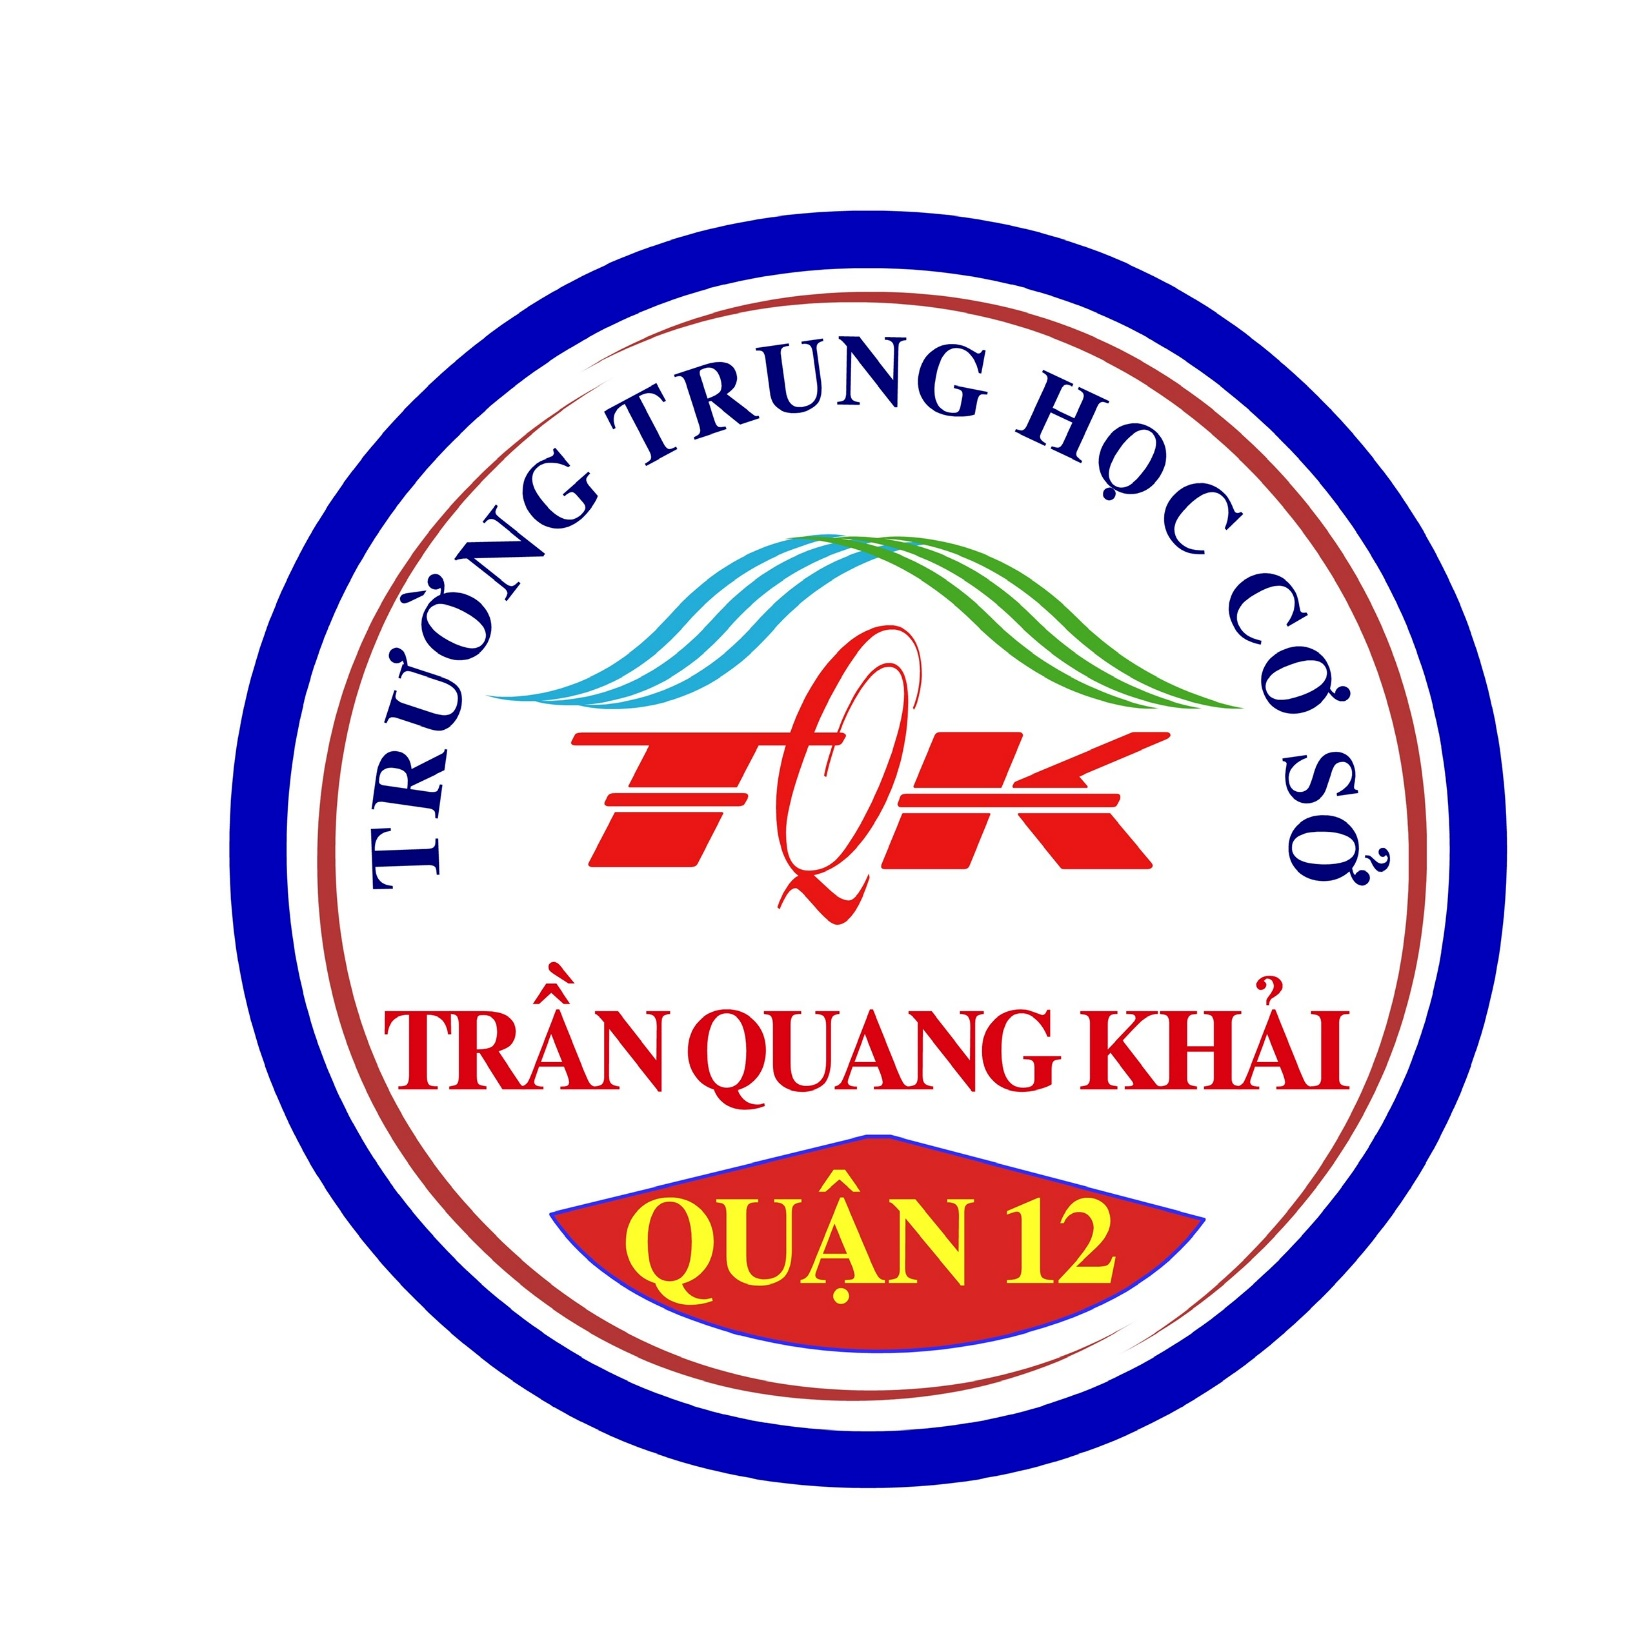 TRƯỜNG TRUNG HỌC CƠ SỞ
TQK
TRẦN QUANG KHẢI
QUẬN 12